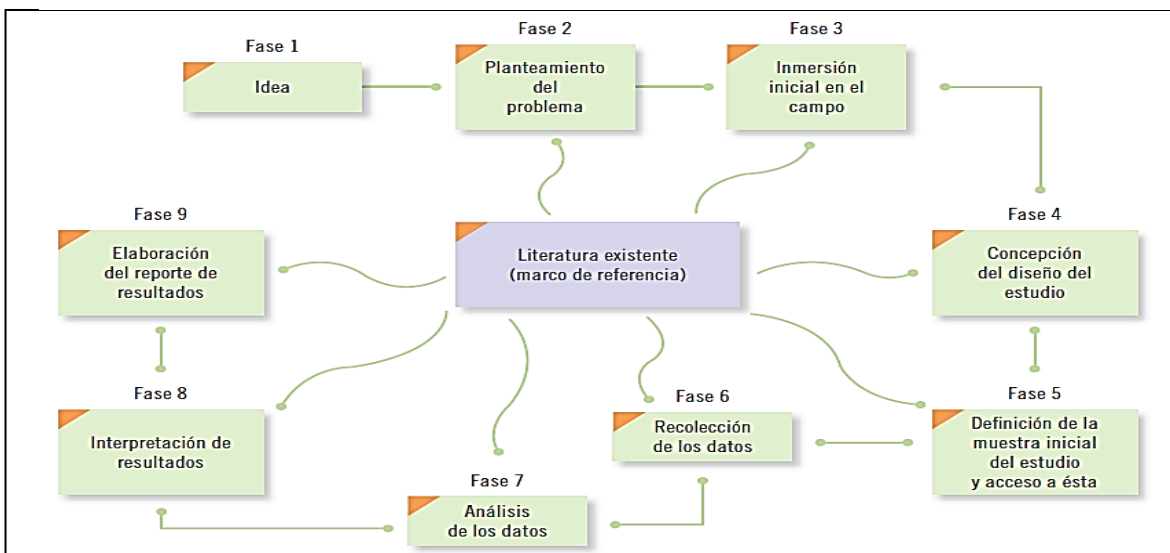 Fase 1
Idea
Fase 2
Planteamiento
del
problema
Fase 3
Inmersión
inicial en el
campo
Fase 4
Concepción
del diseño del
estudio
Literatura existente
(marco de referencia)
Fase 9
Elaboración
del reporte de
resultados
Fase 5
Definición de la
muestra inicial
del estudio
y acceso a ésta
Fase 6
Recolección
de los datos
Fase 7
Análisis
de los datos
Fase 8
Interpretación de
resultados